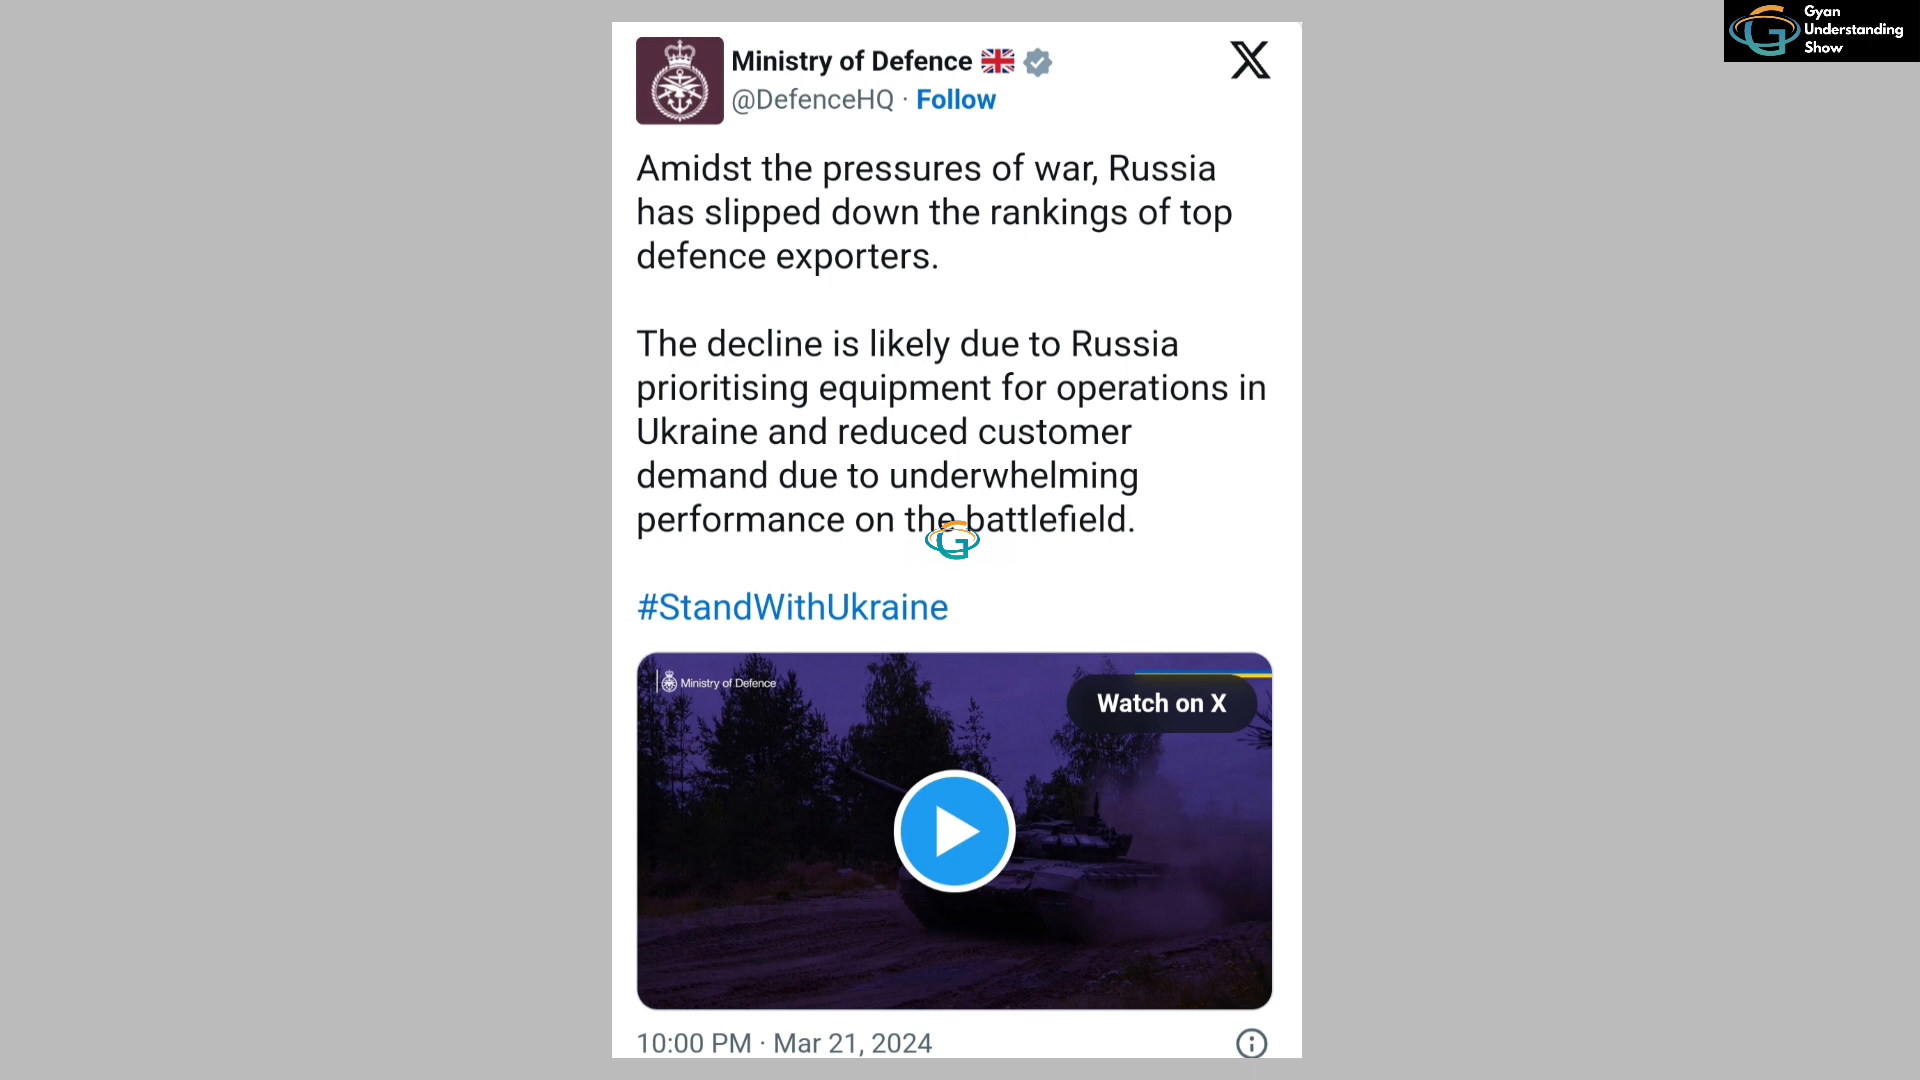 Gyan
Understanding
Show
Ministry of Defence 🇬🇧
@DefenceHQ · Follow
X
Amidst the pressures of war, Russia
has slipped down the rankings of top
defence exporters.
The decline is likely due to Russia
prioritising equipment for operations in
Ukraine and reduced customer
demand due to underwhelming
performance on the battlefield.
G
#StandWithUkraine
Ministry of Defence
Watch on X
10:00 PM · Mar 21, 2024